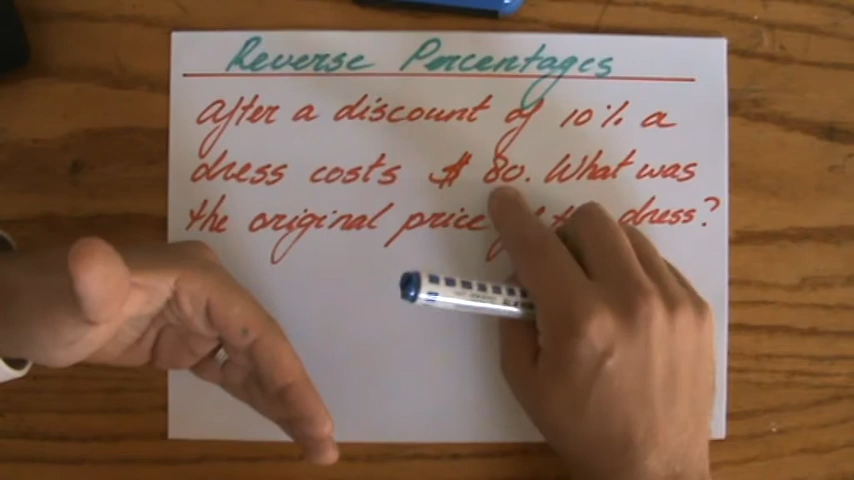 Reverse Percentages
After a discount of 10% a
dress costs $ 80. What was
the original price dress?